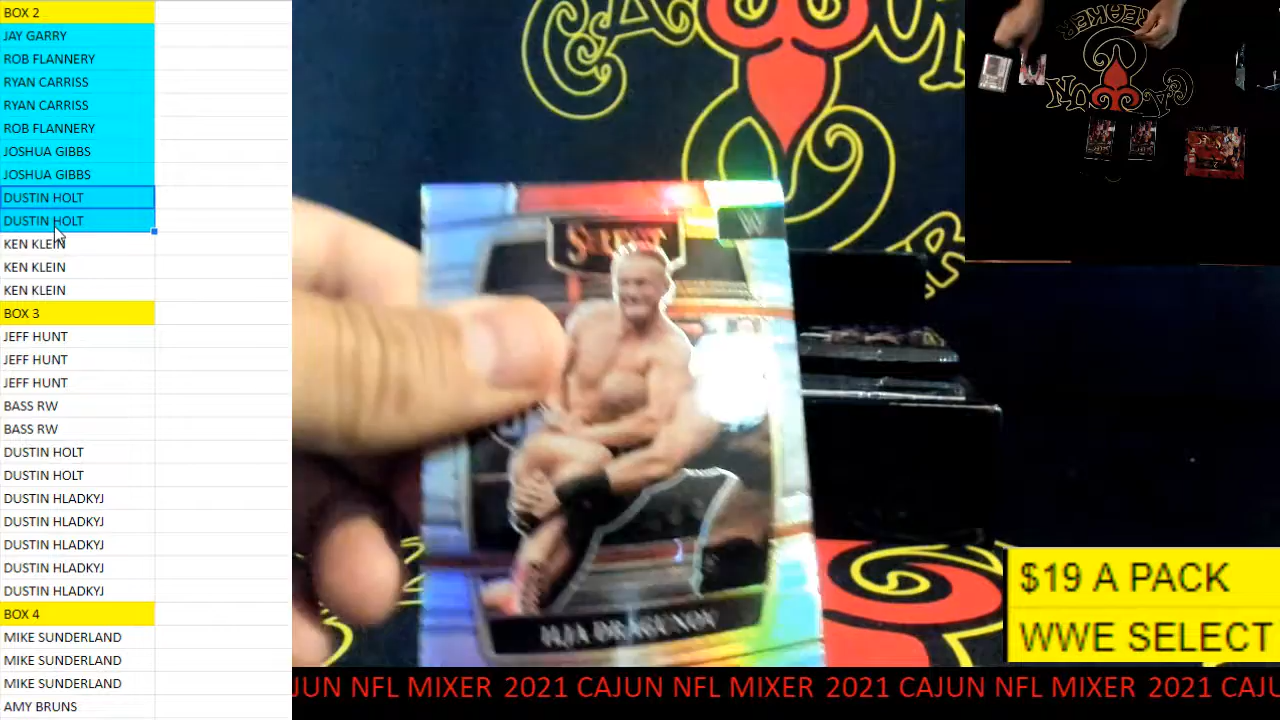 BOX 2
JAY GARRY
ROB FLANNERY
RYAN CARRISS
RYAN CARRISS
ROB FLANNERY
JOSHUA GIBBS
JOSHUA GIBBS
DUSTIN HOLT
DUSTIN HOLT
KEN KLEIN
KEN KLEIN
KEN KLEIN
BOX 3
JEFF HUNT
JEFF HUNT
JEFF HUNT
BASS RW
BASS RW
DUSTIN HOLT
DUSTIN HOLT
DUSTIN HLADKYJ
DUSTIN HLADKYJ
DUSTIN HLADKYJ
DUSTIN HLADKYJ
DUSTIN HLADKYJ
BOX 4
MIKE SUNDERLAND
MIKE SUNDERLAND
MIKE SUNDERLAND
AMY BRUNS
SELECT
ILJA DRAGUNOV
$19 A PACK
WWE SELECT
JUN NFL MIXER 2021 CAJUN NFL MIXER 2021 CAJUN NFL MIXER 2021 CAJU